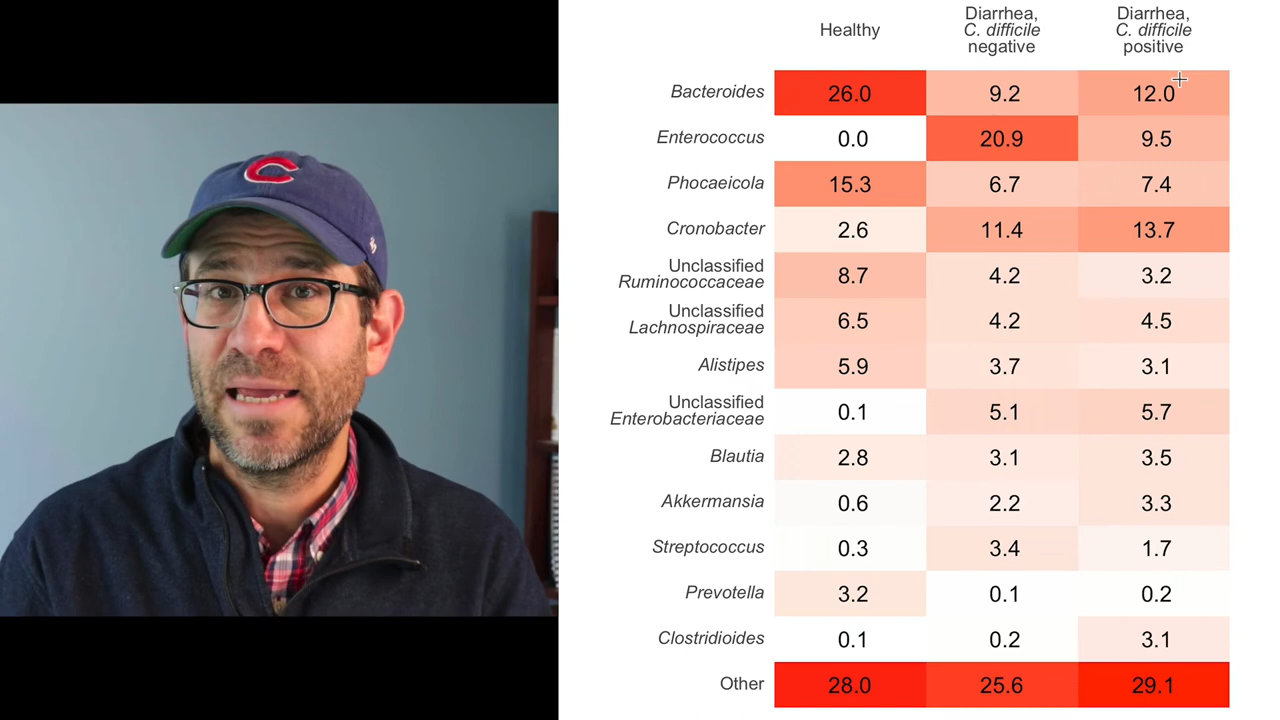 C
Healthy
Diarrhea,
C. difficile
negative
Diarrhea,
C. difficile
positive
Bacteroides 26.0 9.2 12.0
Enterococcus 0.0 20.9 9.5
Phocaeicola 15.3 6.7 7.4
Cronobacter 2.6 11.4 13.7
Unclassified
Ruminococcaceae 8.7 4.2 3.2
Unclassified
Lachnospiraceae 6.5 4.2 4.5
Alistipes 5.9 3.7 3.1
Unclassified
Enterobacteriaceae 0.1 5.1 5.7
Blautia 2.8 3.1 3.5
Akkermansia 0.6 2.2 3.3
Streptococcus 0.3 3.4 1.7
Prevotella 3.2 0.1 0.2
Clostridioides 0.1 0.2 3.1
Other 28.0 25.6 29.1